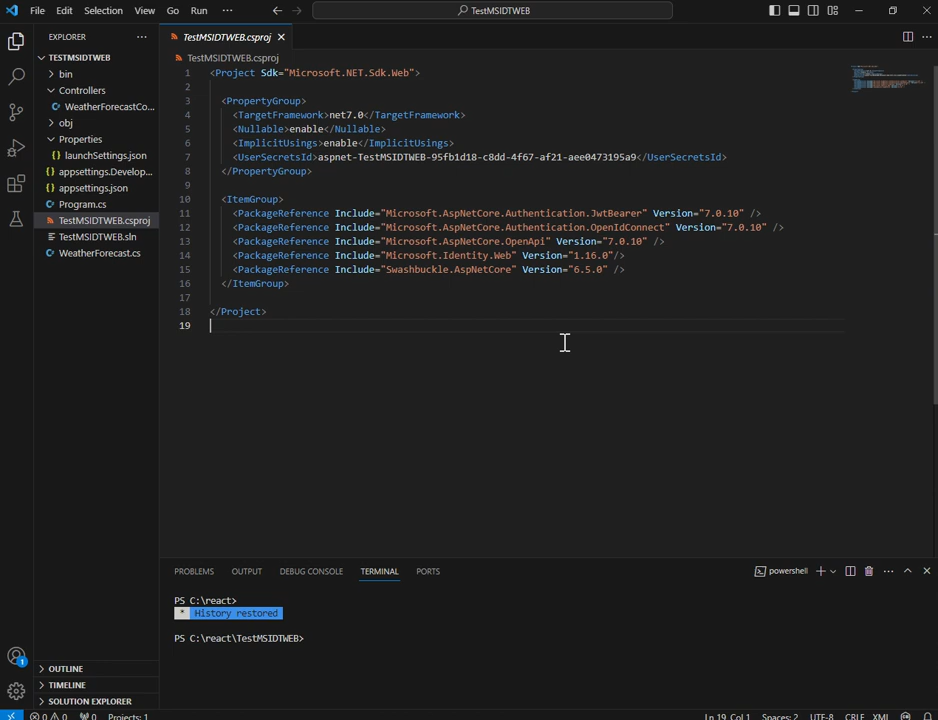 File Edit Selection View Go Run ··· TestMSIDTWEB
EXPLORER ···
TESTMSIDTWEB
bin
Controllers
WeatherForecastCo...
obj
Properties
launchSettings.json
appsettings.Develop...
appsettings.json
Program.cs
TestMSIDTWEB.csproj
TestMSIDTWEB.sln
WeatherForecast.cs
OUTLINE
TIMELINE
SOLUTION EXPLORER
TestMSIDTWEB.csproj
TestMSIDTWEB.csproj
1 <Project Sdk="Microsoft.NET.Sdk.Web">
2
3 <PropertyGroup>
4 <TargetFramework>net7.0</TargetFramework>
5 <Nullable>enable</Nullable>
6 <ImplicitUsings>enable</ImplicitUsings>
7 <UserSecretsId>aspnet-TestMSIDTWEB-95fb1d18-c8dd-4f67-af21-aee0473195a9</UserSecretsId>
8 </PropertyGroup>
9
10 <ItemGroup>
11 <PackageReference Include="Microsoft.AspNetCore.Authentication.JwtBearer" Version="7.0.10" />
12 <PackageReference Include="Microsoft.AspNetCore.Authentication.OpenIdConnect" Version="7.0.10" />
13 <PackageReference Include="Microsoft.AspNetCore.OpenApi" Version="7.0.10" />
14 <PackageReference Include="Microsoft.Identity.Web" Version="1.16.0"/>
15 <PackageReference Include="Swashbuckle.AspNetCore" Version="6.5.0" />
16 </ItemGroup>
17
18 </Project>
19
PROBLEMS OUTPUT DEBUG CONSOLE TERMINAL PORTS powershell
PS C:\react>
* History restored
PS C:\react\TestMSIDTWEB>
1
0 0 0 Projects: 1 Ln 19, Col 1 Spaces: 2 UTF-8 CRLF XML